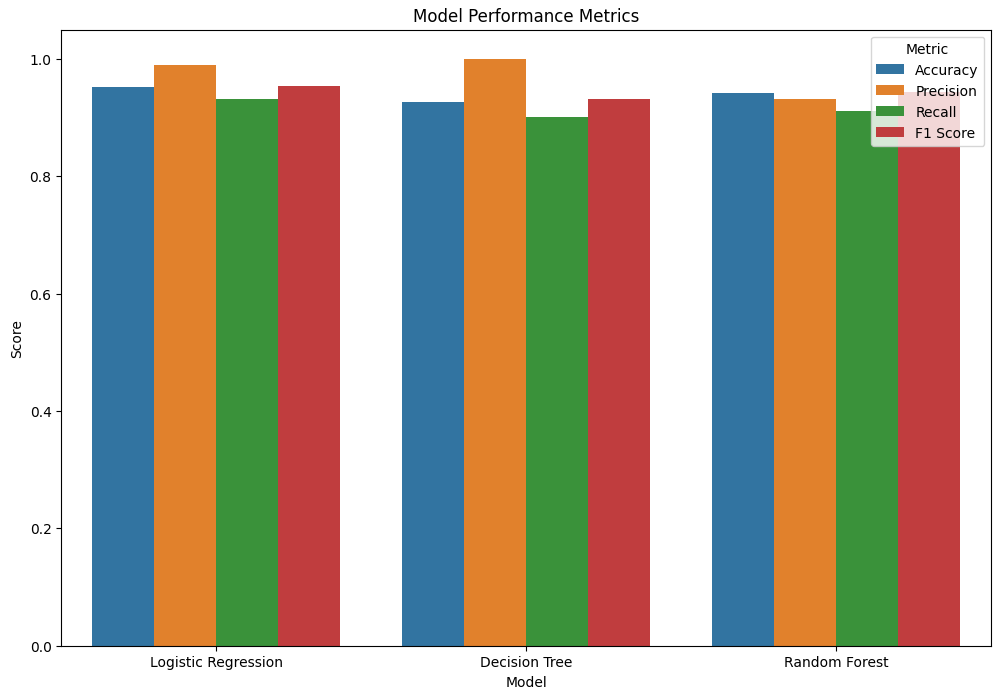 Model Performance Metrics
Metric
Accuracy
Precision
Recall
F1 Score
1.0
0.8
0.6
0.4
0.2
0.0
Score
Logistic Regression
Decision Tree
Random Forest
Model